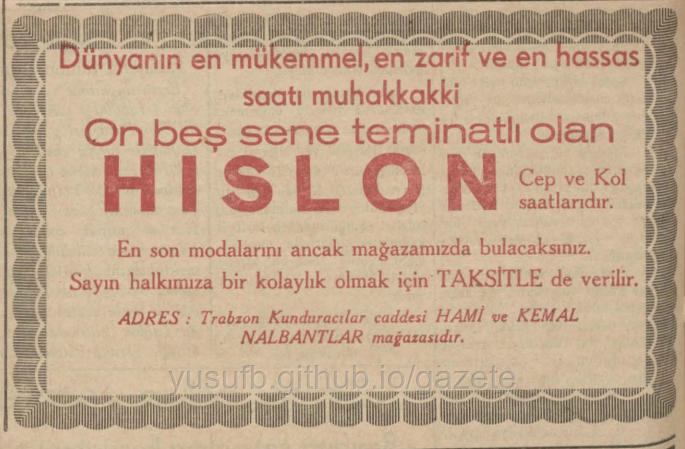 Dünyanın en mükemmel, en zarif ve en hassas
saatı muhakkakki
On beş sene teminatlı olan
HISLON
Cep ve Kol
saatlarıdır.
En son modalarını ancak mağazamızda bulacaksınız.
Sayın halkımıza bir kolaylık olmak için TAKSİTLE de verilir.
ADRES : Trabzon Kunduracılar caddesi HAMİ ve KEMAL
NALBANTLAR mağazasıdır.
yusufb.github.io/gazete